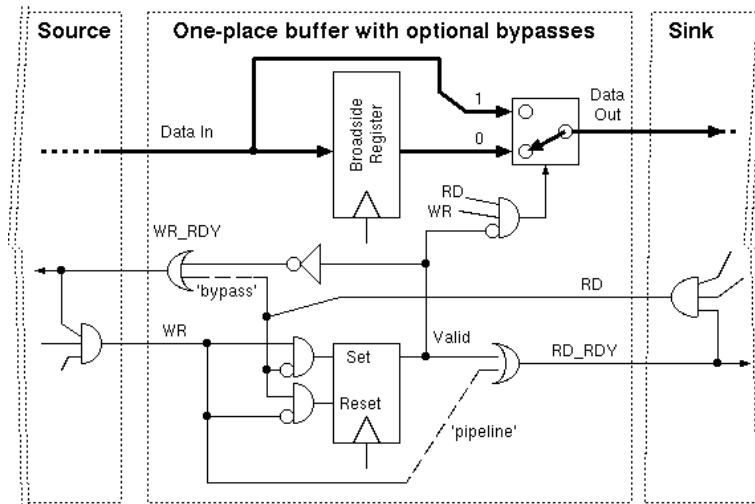 Source
One-place buffer with optional bypasses
Sink
Data In
Broadside
Register
1
0
Data
Out
RD
WR
WR_RDY
'bypass'
RD
WR
Set
Valid
RD_RDY
Reset
'pipeline'